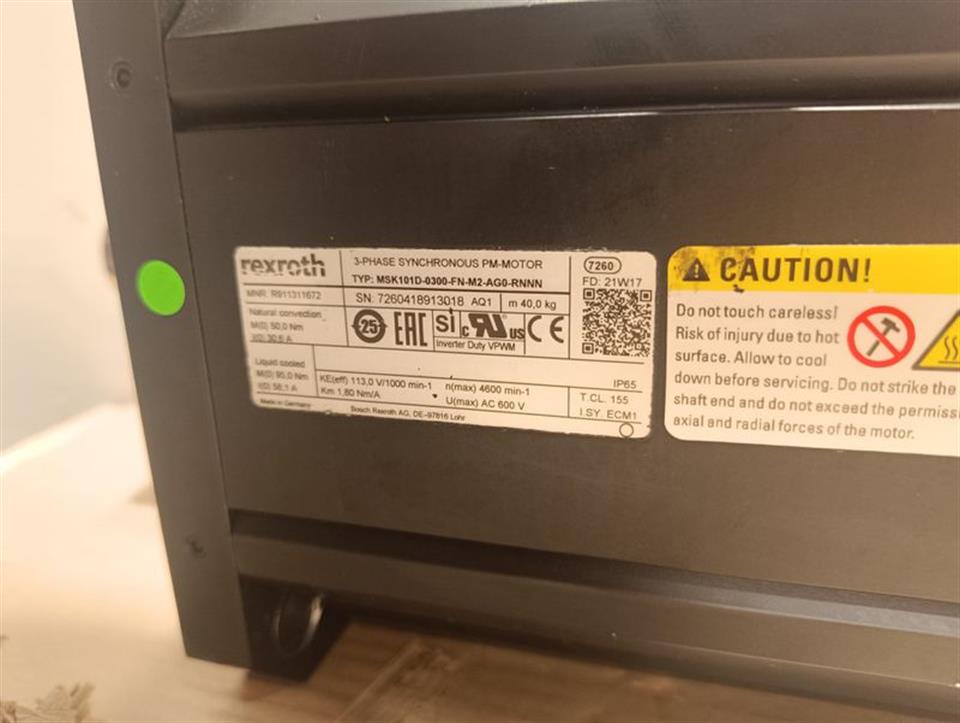 rexroth
3-PHASE SYNCHRONOUS PM-MOTOR
TYP: MSK101D-0300-FN-M2-AG0-RNNN
7260
FD: 21W17
MNR: R911311672
SN: 7260418913018 AQ1 m 40,0 kg
Natural convection
M(0) 50,0 Nm
I(0) 30,6 A
25
EAC
SI
c RU US
CE
Inverter Duty VPWM
Liquid cooled
M(0) 95,0 Nm
I(0) 58,1 A
KE(eff) 113,0 V/1000 min-1 n(max) 4600 min-1
Km 1,80 Nm/A U(max) AC 600 V
IP65
T.CL. 155
I.SY. ECM1
Made in Germany
Bosch Rexroth AG, DE-97816 Lohr
CAUTION!
Do not touch careless!
Risk of injury due to hot
surface. Allow to cool
down before servicing. Do not strike the
shaft end and do not exceed the permiss
axial and radial forces of the motor.